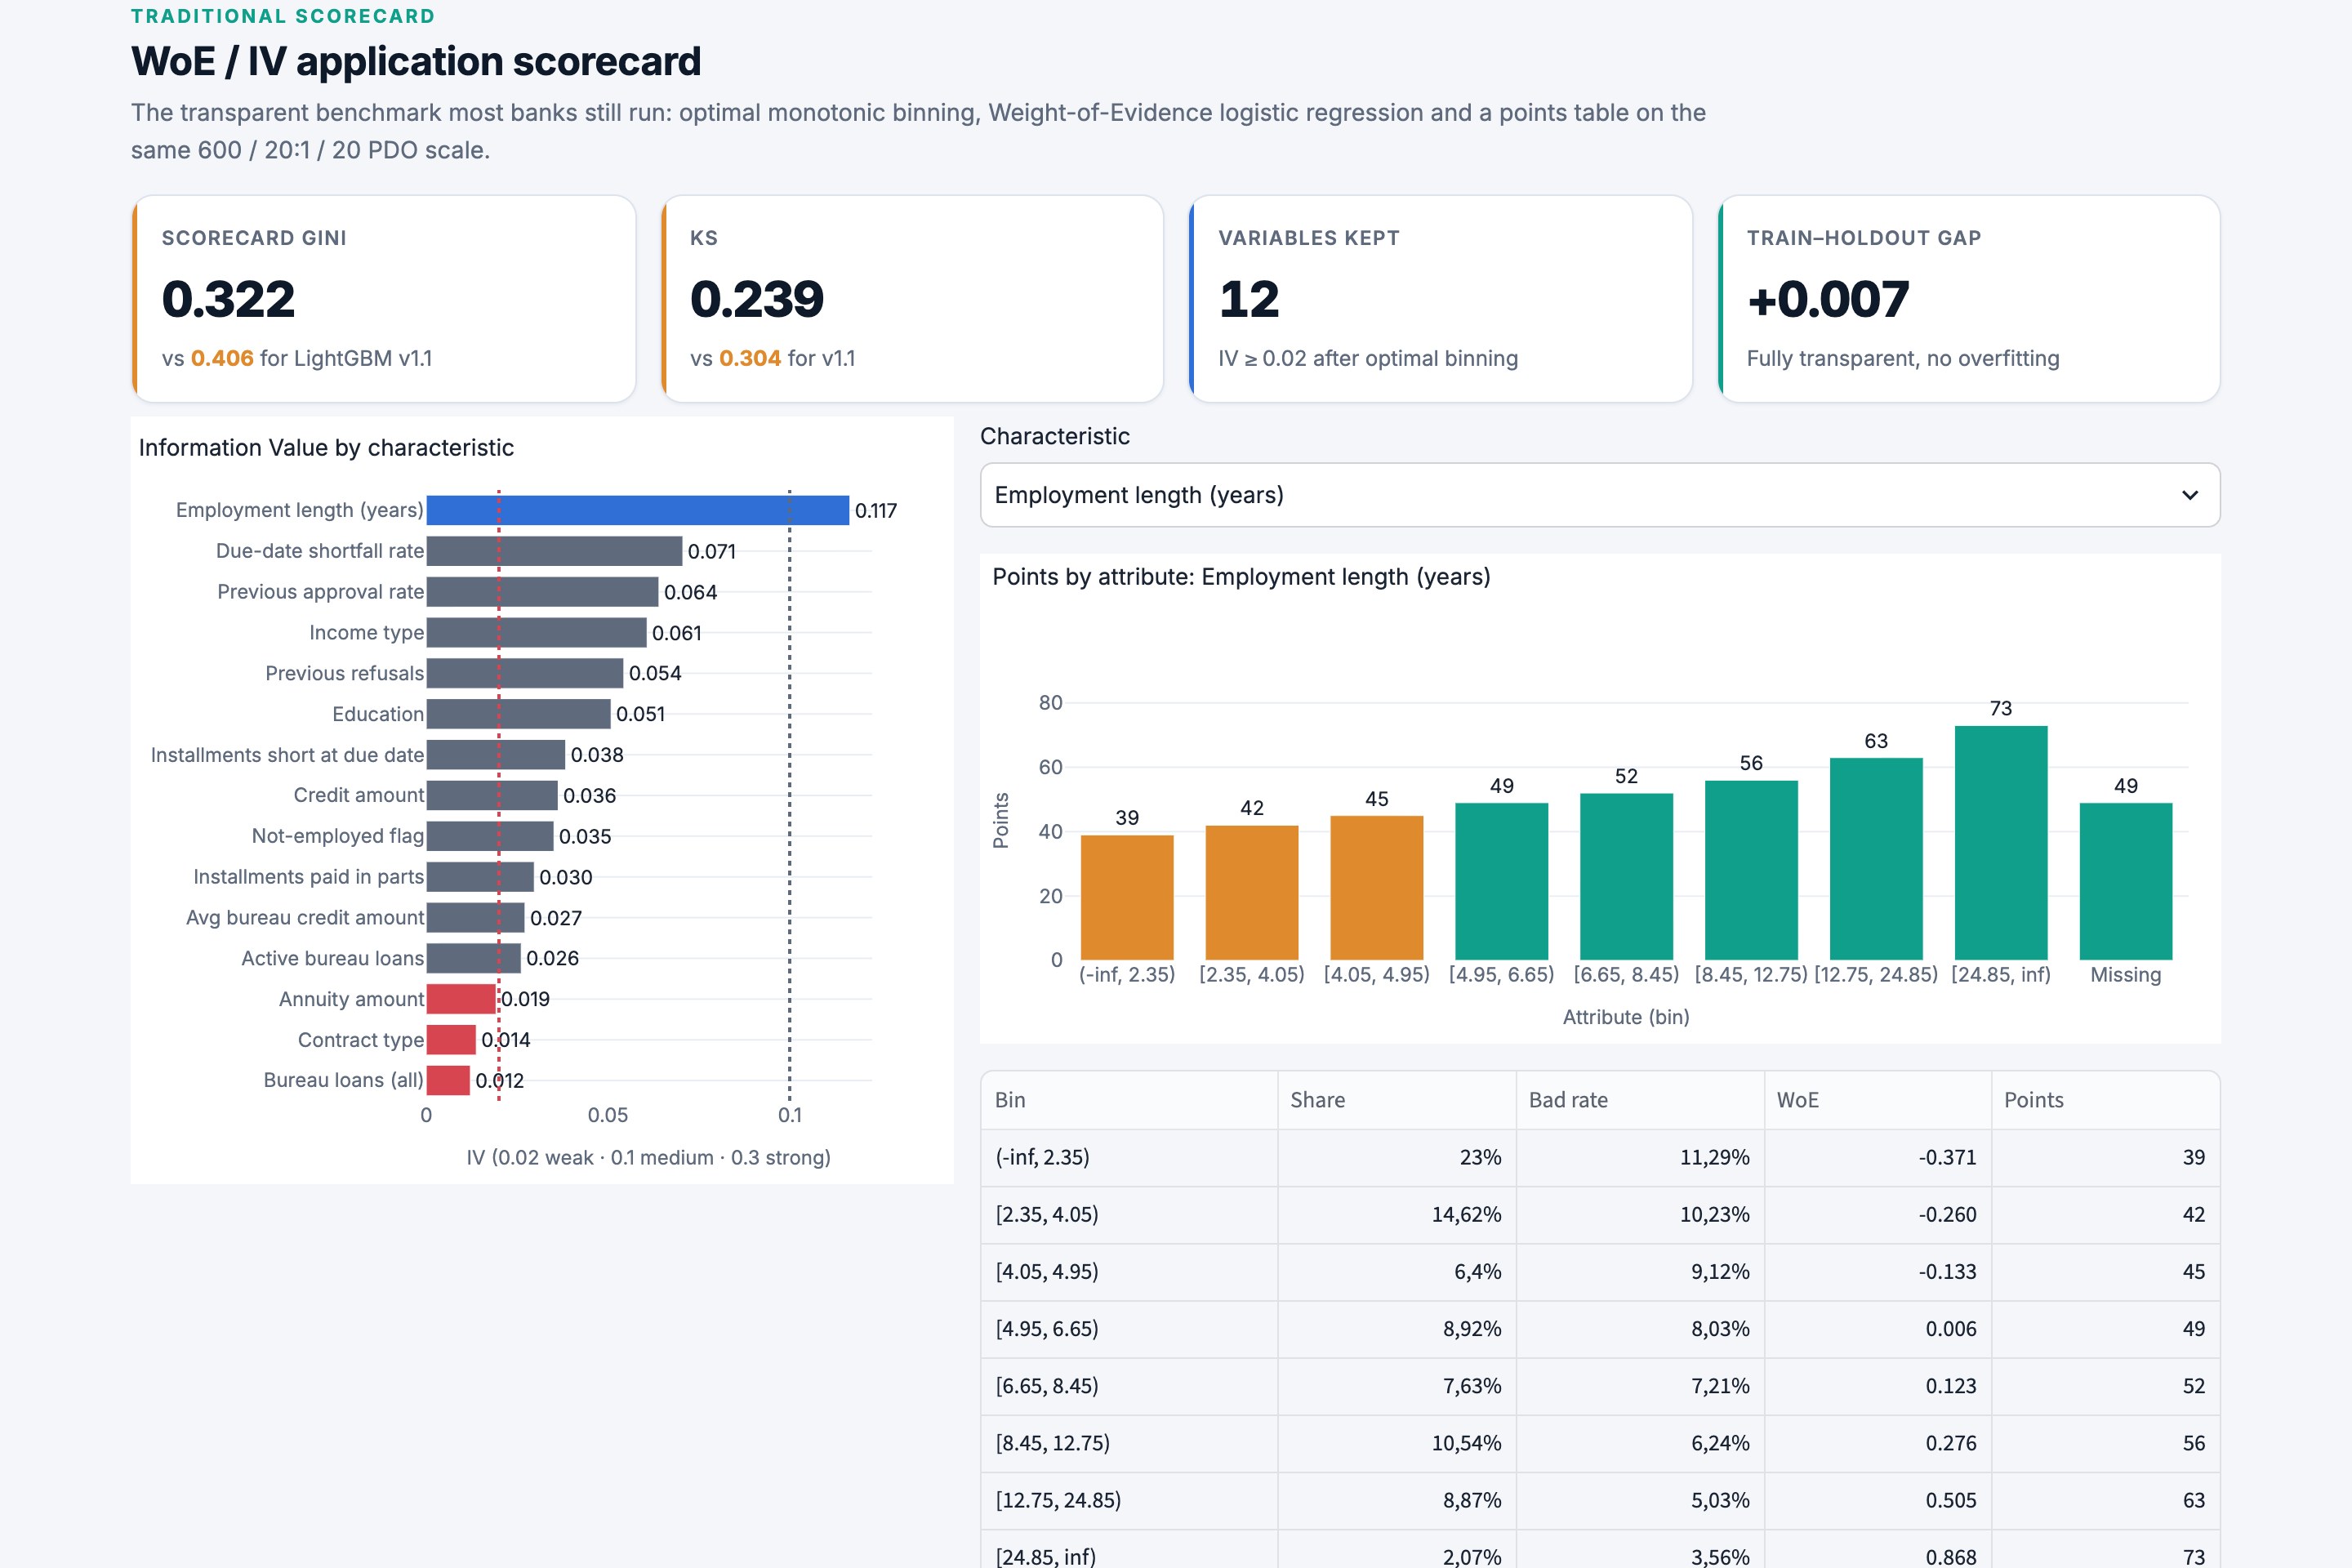 TRADITIONAL SCORECARD
WoE / IV application scorecard
The transparent benchmark most banks still run: optimal monotonic binning, Weight-of-Evidence logistic regression and a points table on the
same 600 / 20:1 / 20 PDO scale.
SCORECARD GINI
0.322
vs 0.406 for LightGBM v1.1
KS
0.239
vs 0.304 for v1.1
VARIABLES KEPT
12
IV ≥ 0.02 after optimal binning
TRAIN–HOLDOUT GAP
+0.007
Fully transparent, no overfitting
Information Value by characteristic
Employment length (years) 0.117
Due-date shortfall rate 0.071
Previous approval rate 0.064
Income type 0.061
Previous refusals 0.054
Education 0.051
Installments short at due date 0.038
Credit amount 0.036
Not-employed flag 0.035
Installments paid in parts 0.030
Avg bureau credit amount 0.027
Active bureau loans 0.026
Annuity amount 0.019
Contract type 0.014
Bureau loans (all) 0.012
0 0.05 0.1
IV (0.02 weak · 0.1 medium · 0.3 strong)
Characteristic
Employment length (years)
Points by attribute: Employment length (years)
Points
80
60
40
20
0
39 42 45 49 52 56 63 73 49
(-inf, 2.35) [2.35, 4.05) [4.05, 4.95) [4.95, 6.65) [6.65, 8.45) [8.45, 12.75) [12.75, 24.85) [24.85, inf) Missing
Attribute (bin)
Bin Share Bad rate WoE Points
(-inf, 2.35) 23% 11,29% -0.371 39
[2.35, 4.05) 14,62% 10,23% -0.260 42
[4.05, 4.95) 6,4% 9,12% -0.133 45
[4.95, 6.65) 8,92% 8,03% 0.006 49
[6.65, 8.45) 7,63% 7,21% 0.123 52
[8.45, 12.75) 10,54% 6,24% 0.276 56
[12.75, 24.85) 8,87% 5,03% 0.505 63
[24.85, inf) 2,07% 3,56% 0.868 73